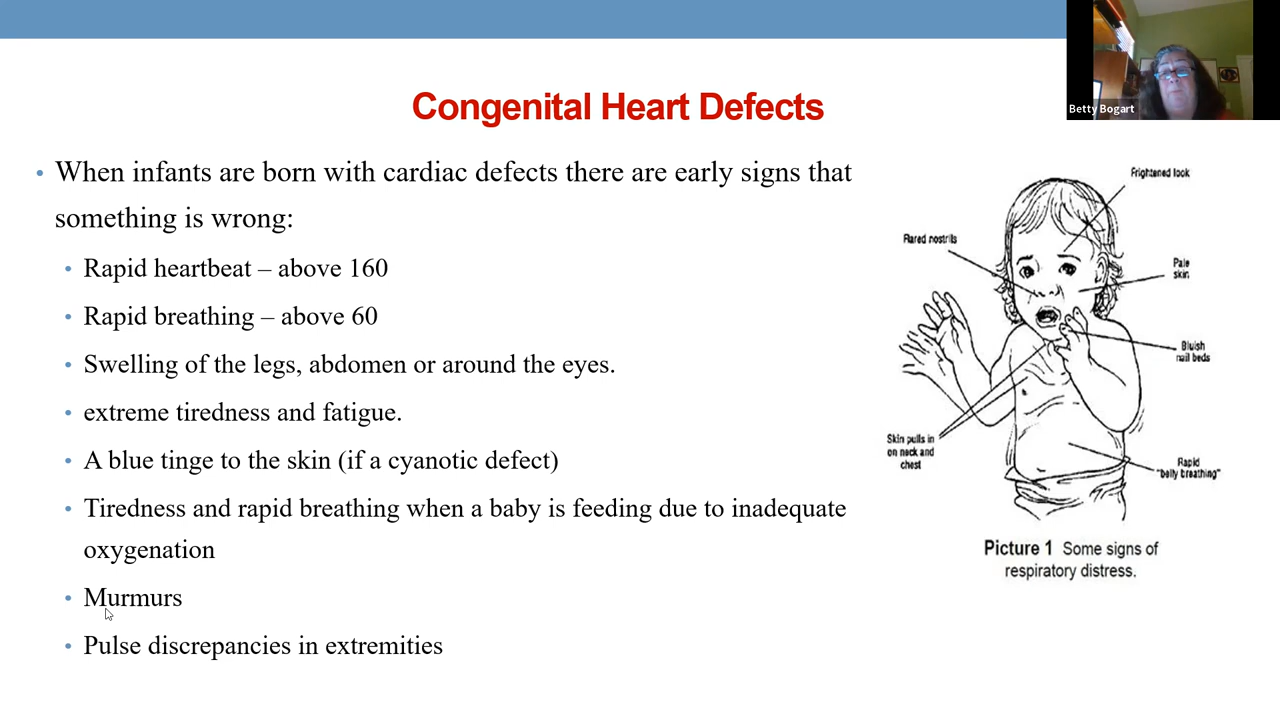 Betty Bogart
Congenital Heart Defects
• When infants are born with cardiac defects there are early signs that
something is wrong:
• Rapid heartbeat – above 160
• Rapid breathing – above 60
• Swelling of the legs, abdomen or around the eyes.
• extreme tiredness and fatigue.
• A blue tinge to the skin (if a cyanotic defect)
• Tiredness and rapid breathing when a baby is feeding due to inadequate
oxygenation
• Murmurs
• Pulse discrepancies in extremities
Frightened look
Flared nostrils
Pale
skin
Bluish
nail beds
Skin pulls in
on neck and
chest
Rapid
"belly breathing"
Picture 1 Some signs of
respiratory distress.